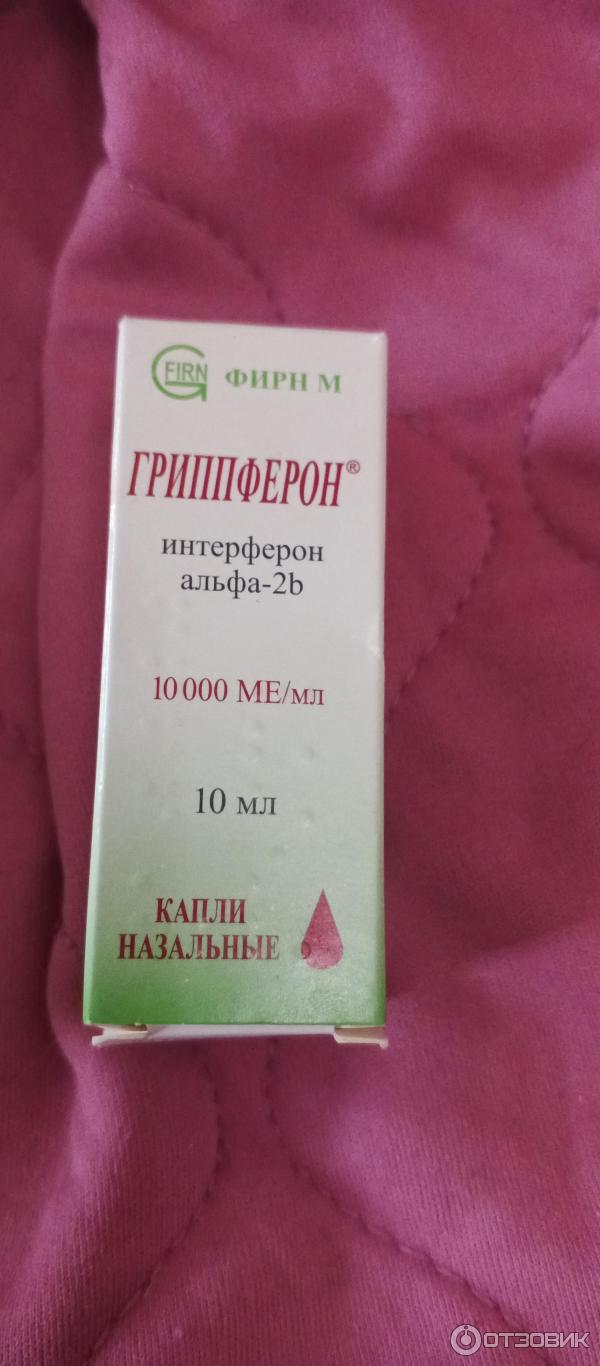 FIRN ФИРН М
ГРИППФЕРОН®
интерферон
альфа-2b
10 000 МЕ/мл
10 мл
КАПЛИ
НАЗАЛЬНЫЕ
ОТЗОВИК